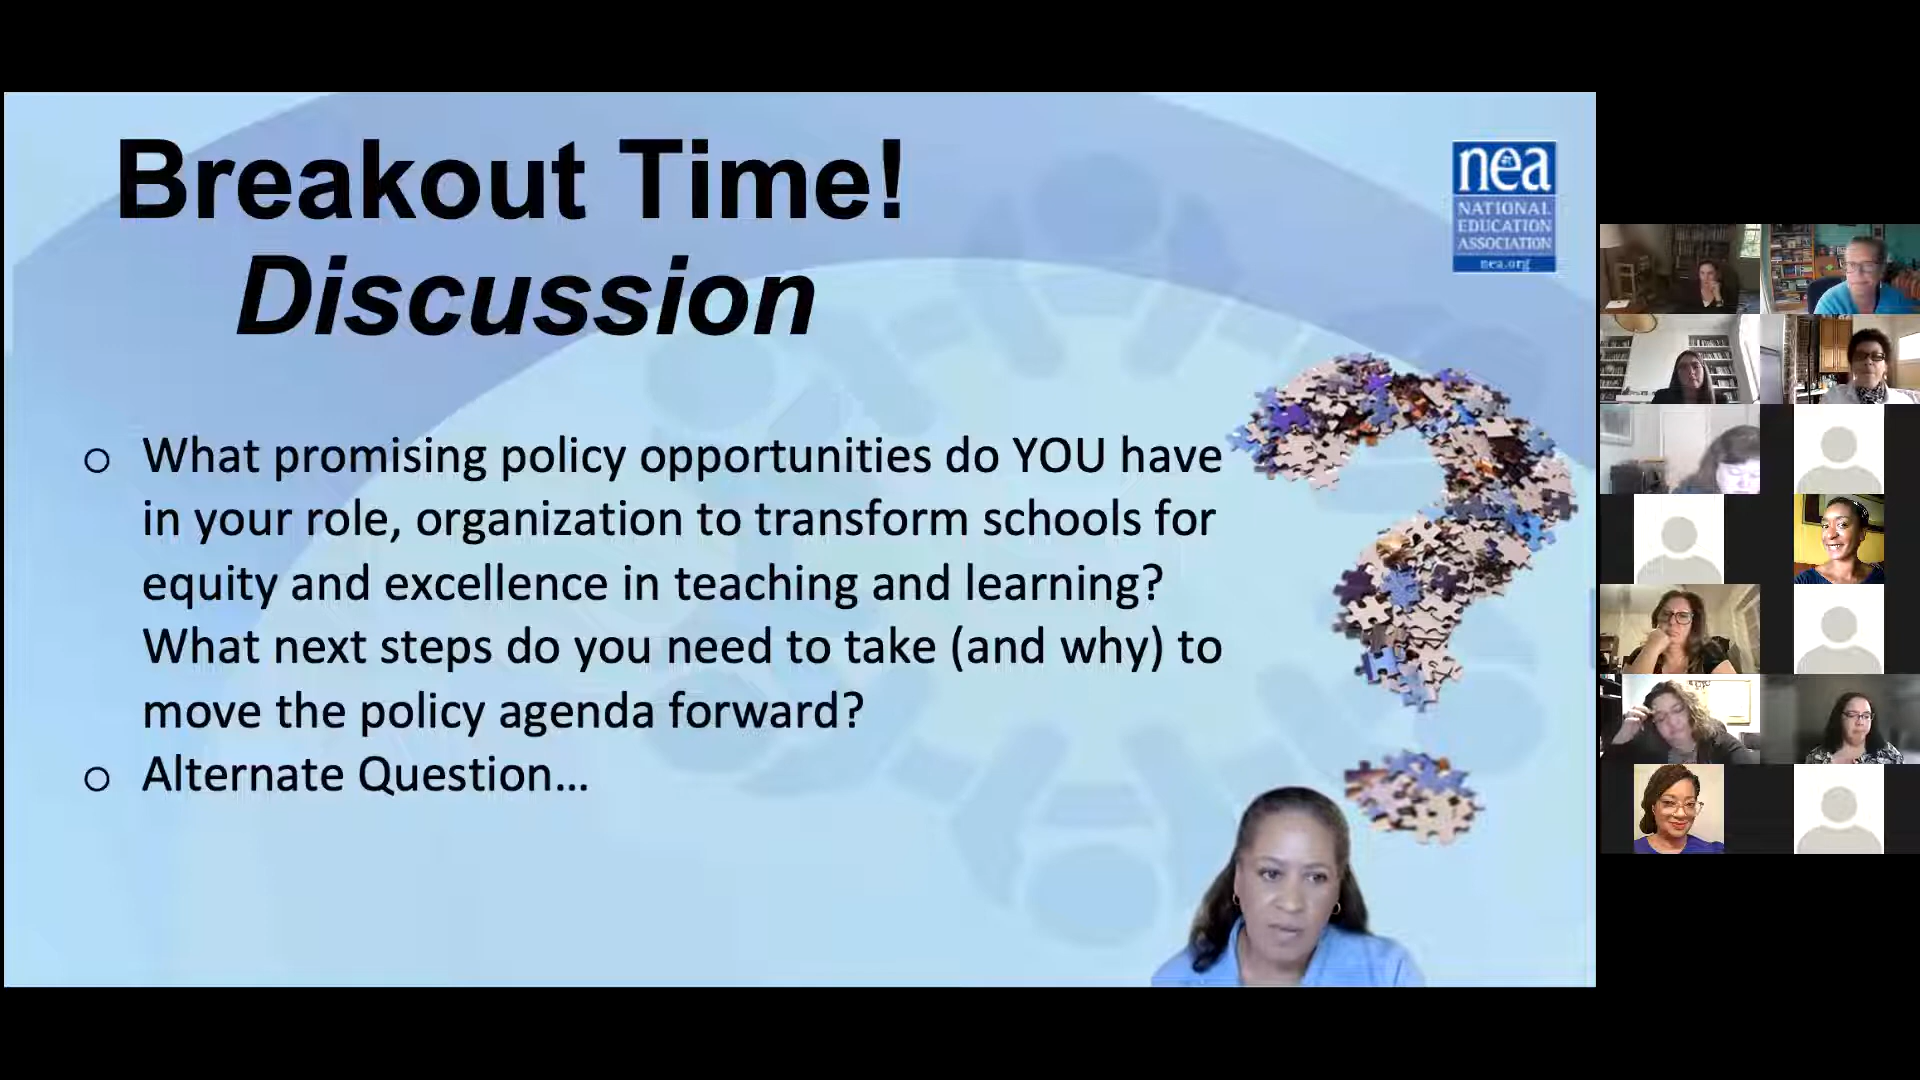 Breakout Time!
Discussion
nea
NATIONAL
EDUCATION
ASSOCIATION
nea.org
○ What promising policy opportunities do YOU have
in your role, organization to transform schools for
equity and excellence in teaching and learning?
What next steps do you need to take (and why) to
move the policy agenda forward?
○ Alternate Question…